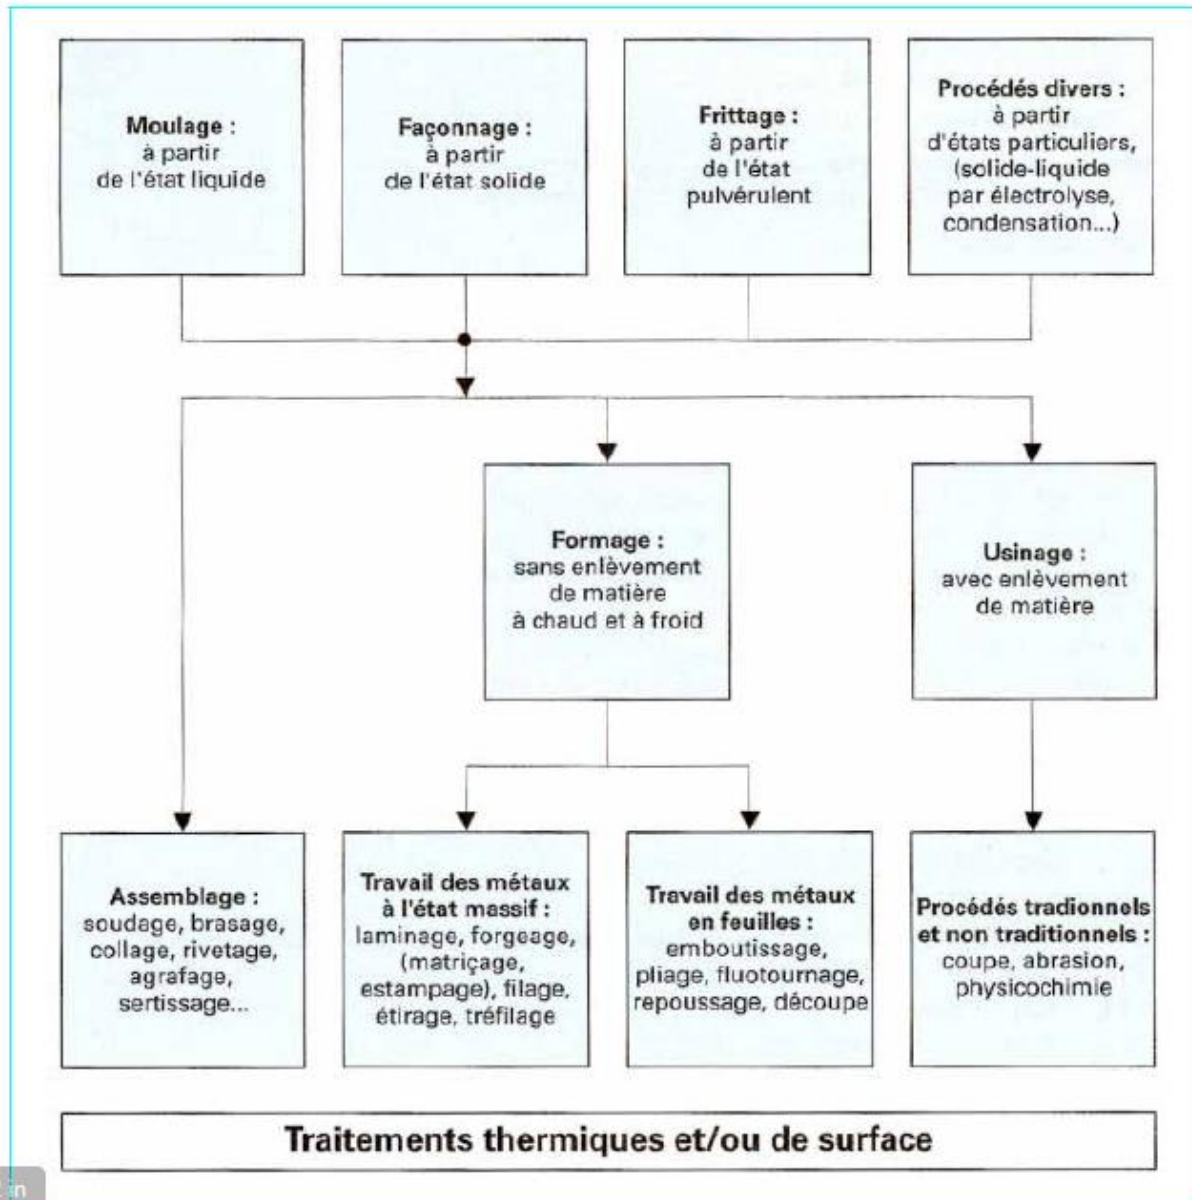 Moulage :
à partir
de l'état liquide
Façonnage :
à partir
de l'état solide
Frittage :
à partir
de l'état
pulvérulent
Procédés divers :
à partir
d'états particuliers,
(solide-liquide
par électrolyse,
condensation...)
Formage :
sans enlèvement
de matière
à chaud et à froid
Usinage :
avec enlèvement
de matière
Assemblage :
soudage, brasage,
collage, rivetage,
agrafage,
sertissage...
Travail des métaux
à l'état massif :
laminage, forgeage,
(matriçage,
estampage), filage,
étirage, tréfilage
Travail des métaux
en feuilles :
emboutissage,
pliage, fluotournage,
repoussage, découpe
Procédés tradionnels
et non traditionnels :
coupe, abrasion,
physicochimie
Traitements thermiques et/ou de surface